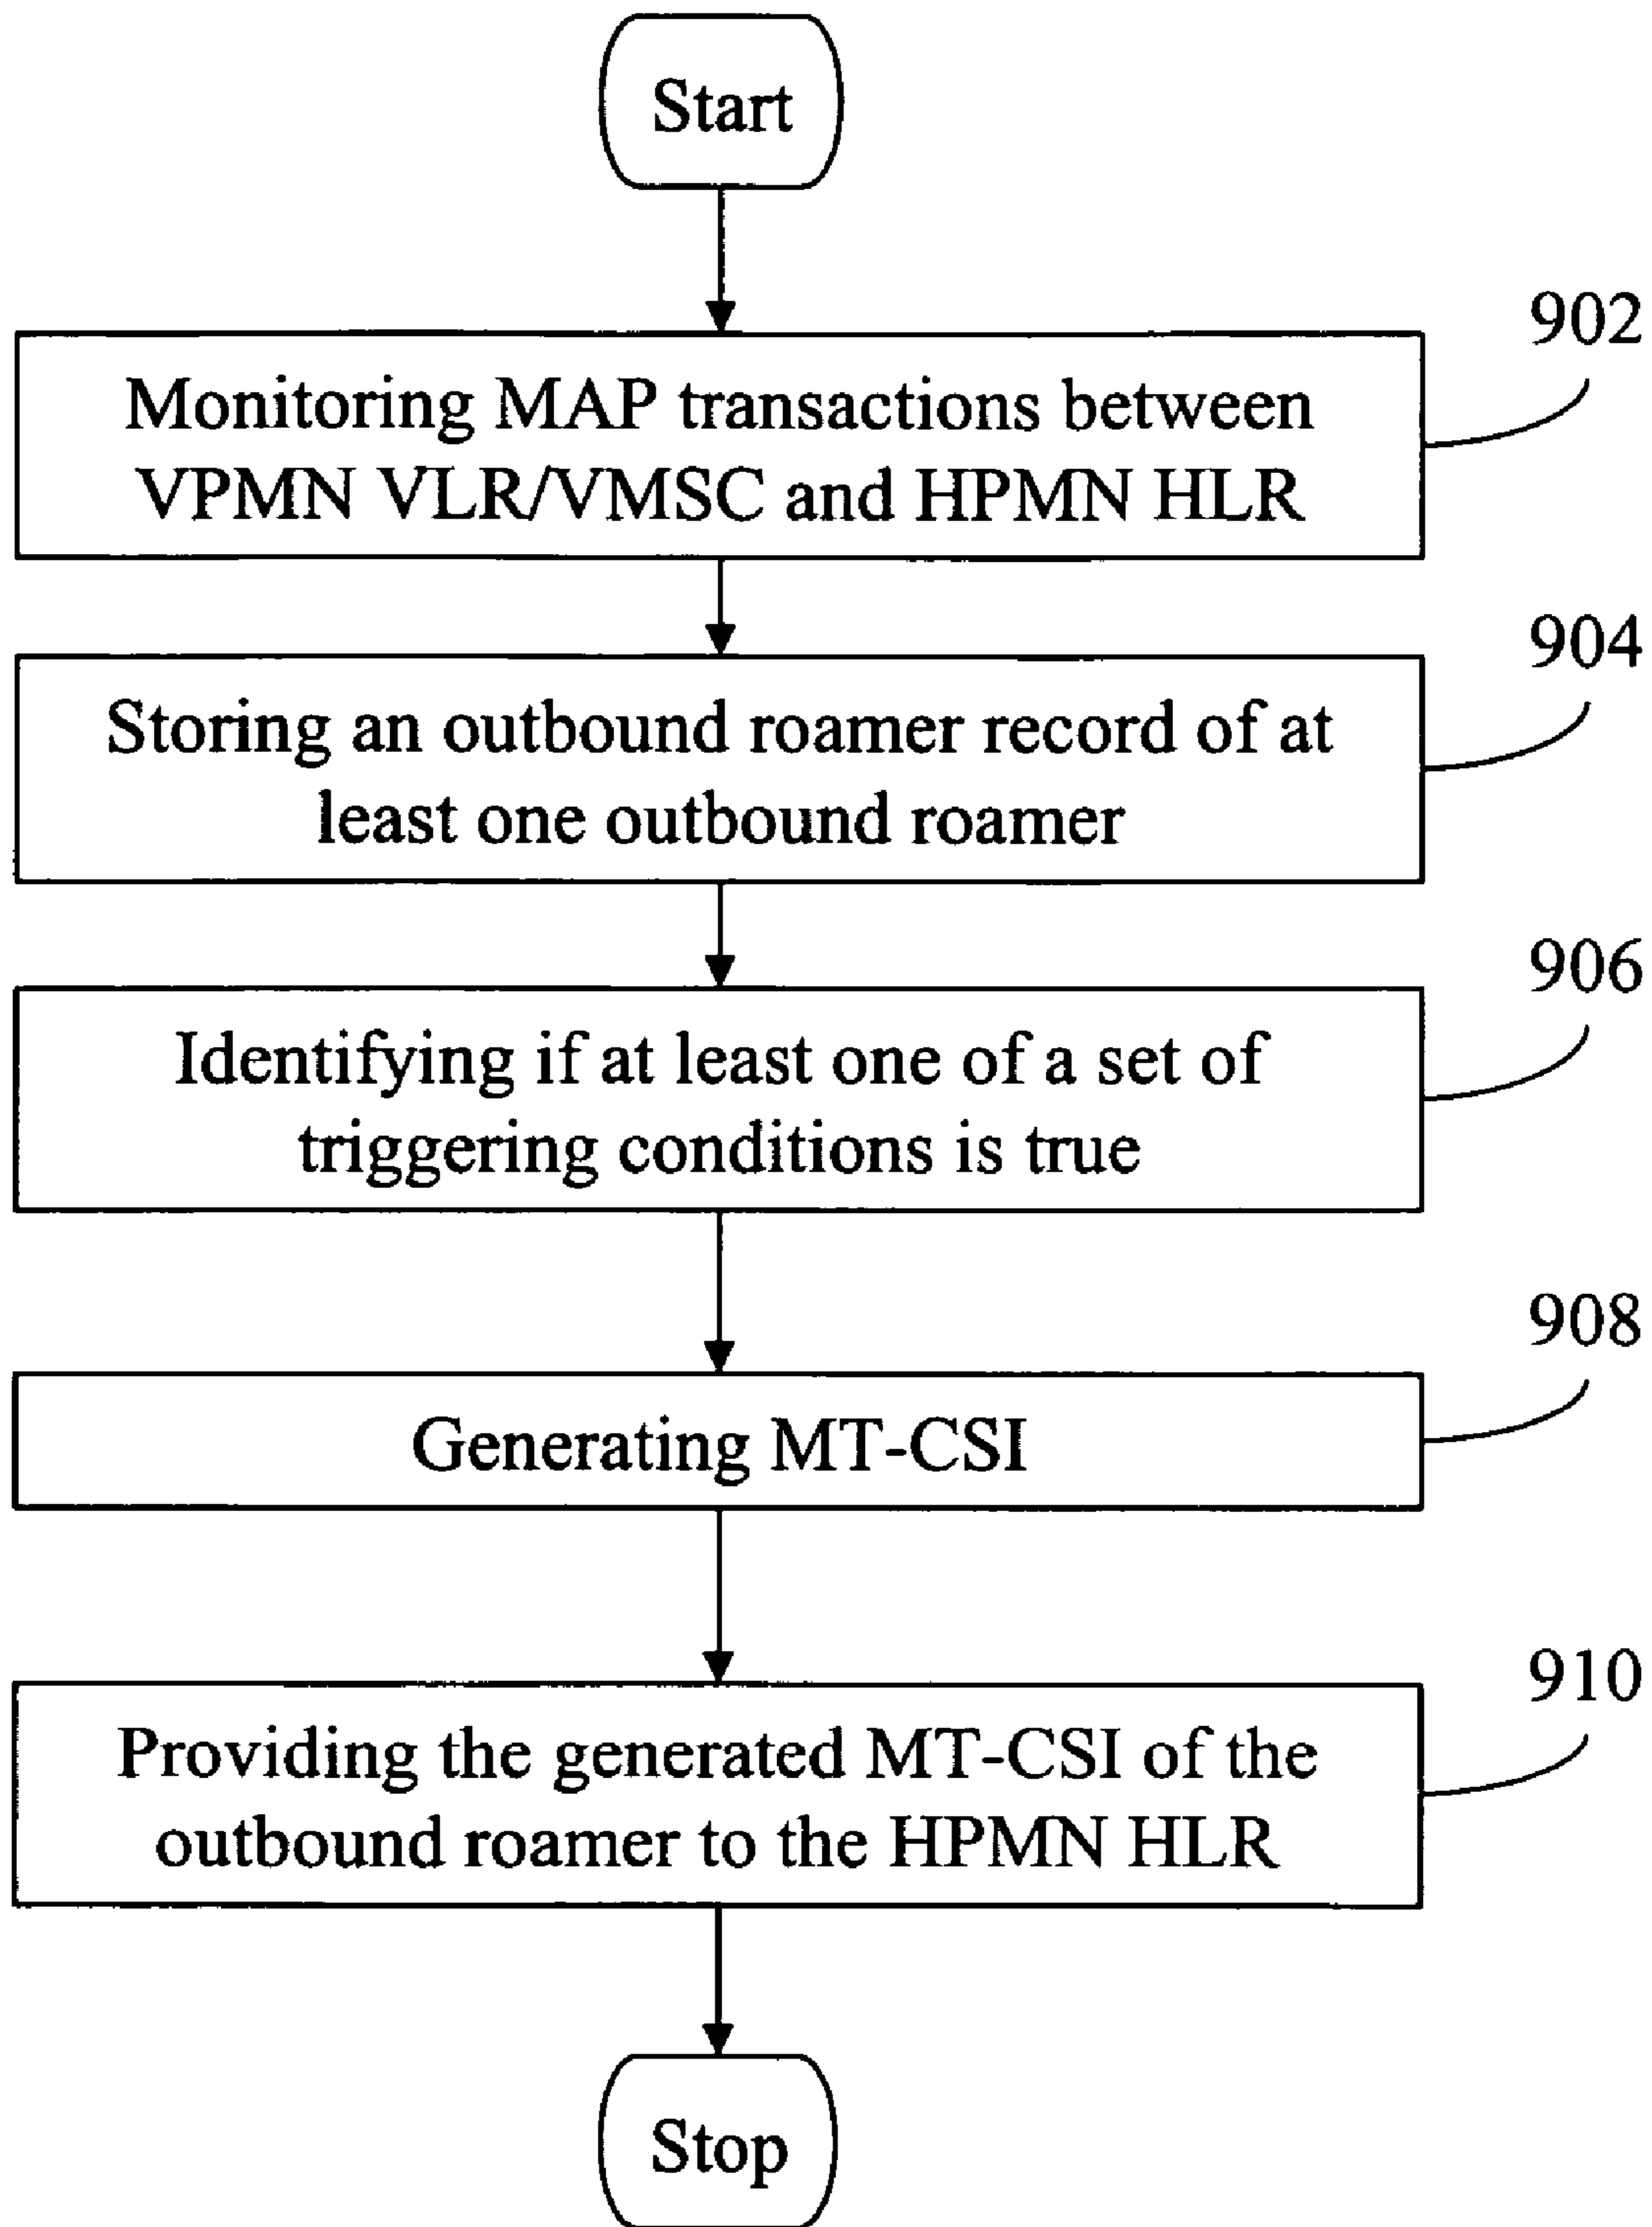 Start
902
Monitoring MAP transactions between
VPMN VLR/VMSC and HPMN HLR
904
Storing an outbound roamer record of at
least one outbound roamer
906
Identifying if at least one of a set of
triggering conditions is true
908
Generating MT-CSI
910
Providing the generated MT-CSI of the
outbound roamer to the HPMN HLR
Stop